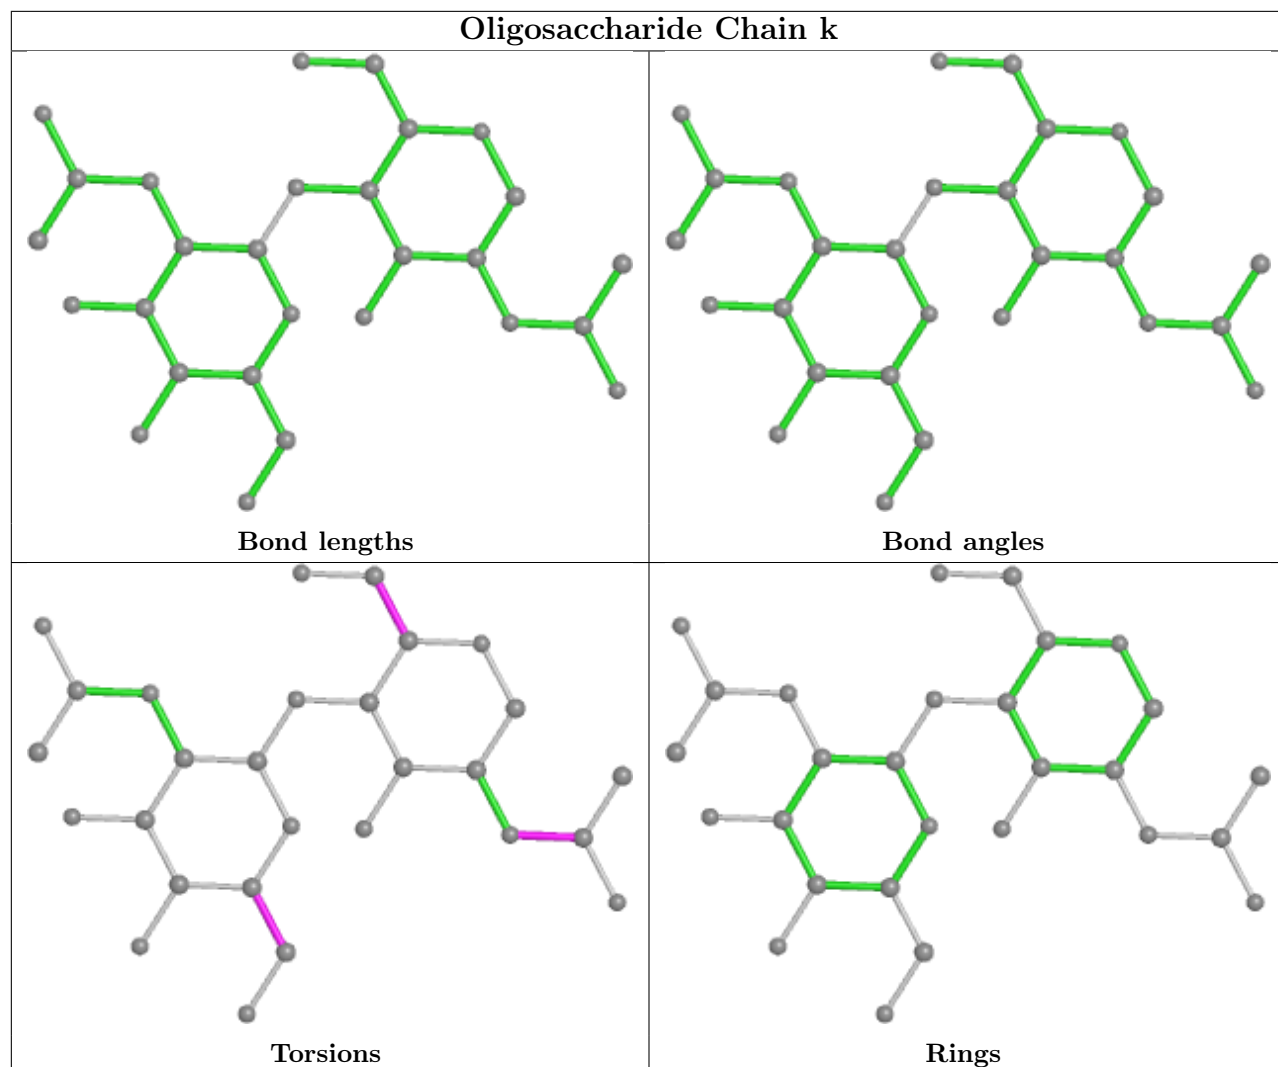 Oligosaccharide Chain k
Bond lengths
Bond angles
Torsions
Rings